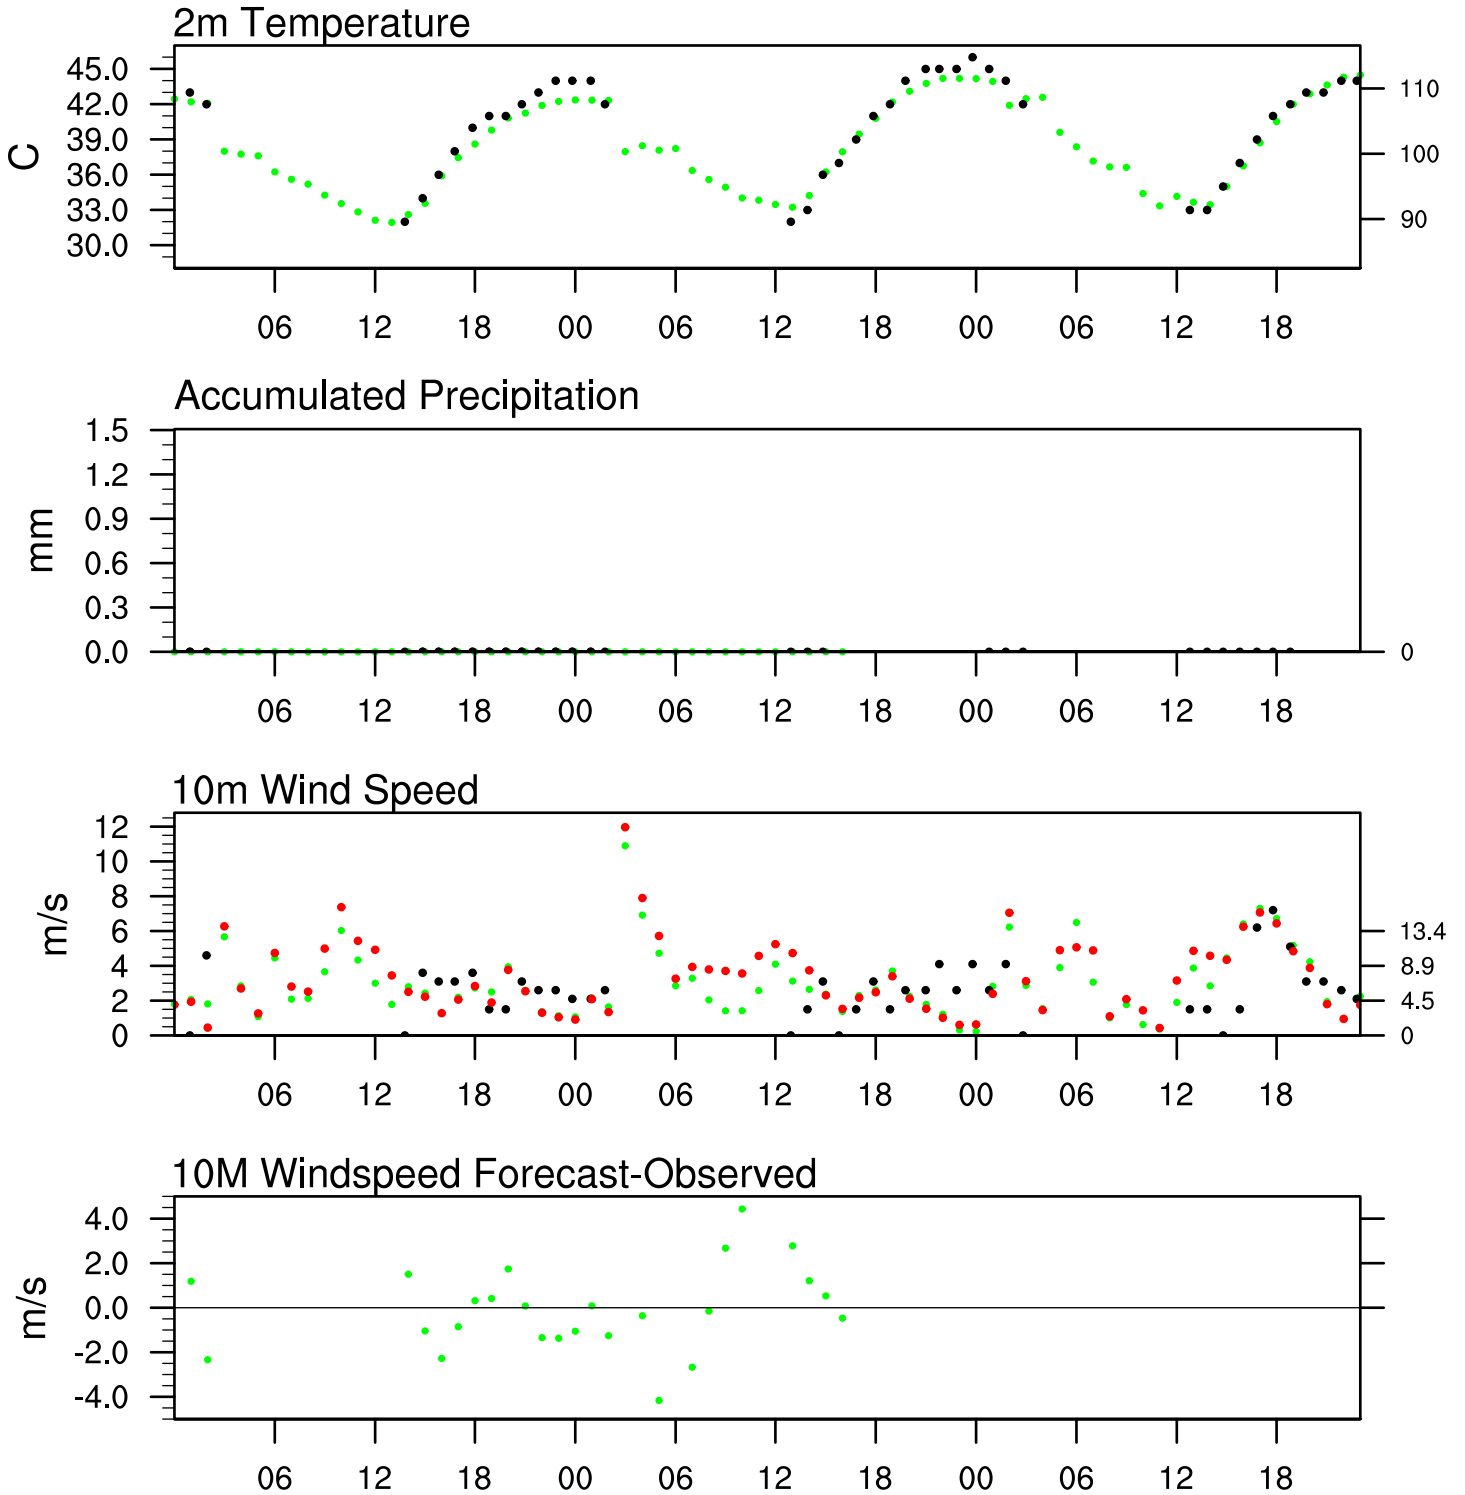 2m Temperature
45.0
42.0
39.0
36.0
33.0
30.0
C
110
100
90
06 12 18 00 06 12 18 00 06 12 18
Accumulated Precipitation
1.5
1.2
0.9
0.6
0.3
0.0
mm
0
06 12 18 00 06 12 18 00 06 12 18
10m Wind Speed
12
10
8
6
4
2
0
m/s
13.4
8.9
4.5
0
06 12 18 00 06 12 18 00 06 12 18
10M Windspeed Forecast-Observed
4.0
2.0
0.0
-2.0
-4.0
m/s
06 12 18 00 06 12 18 00 06 12 18